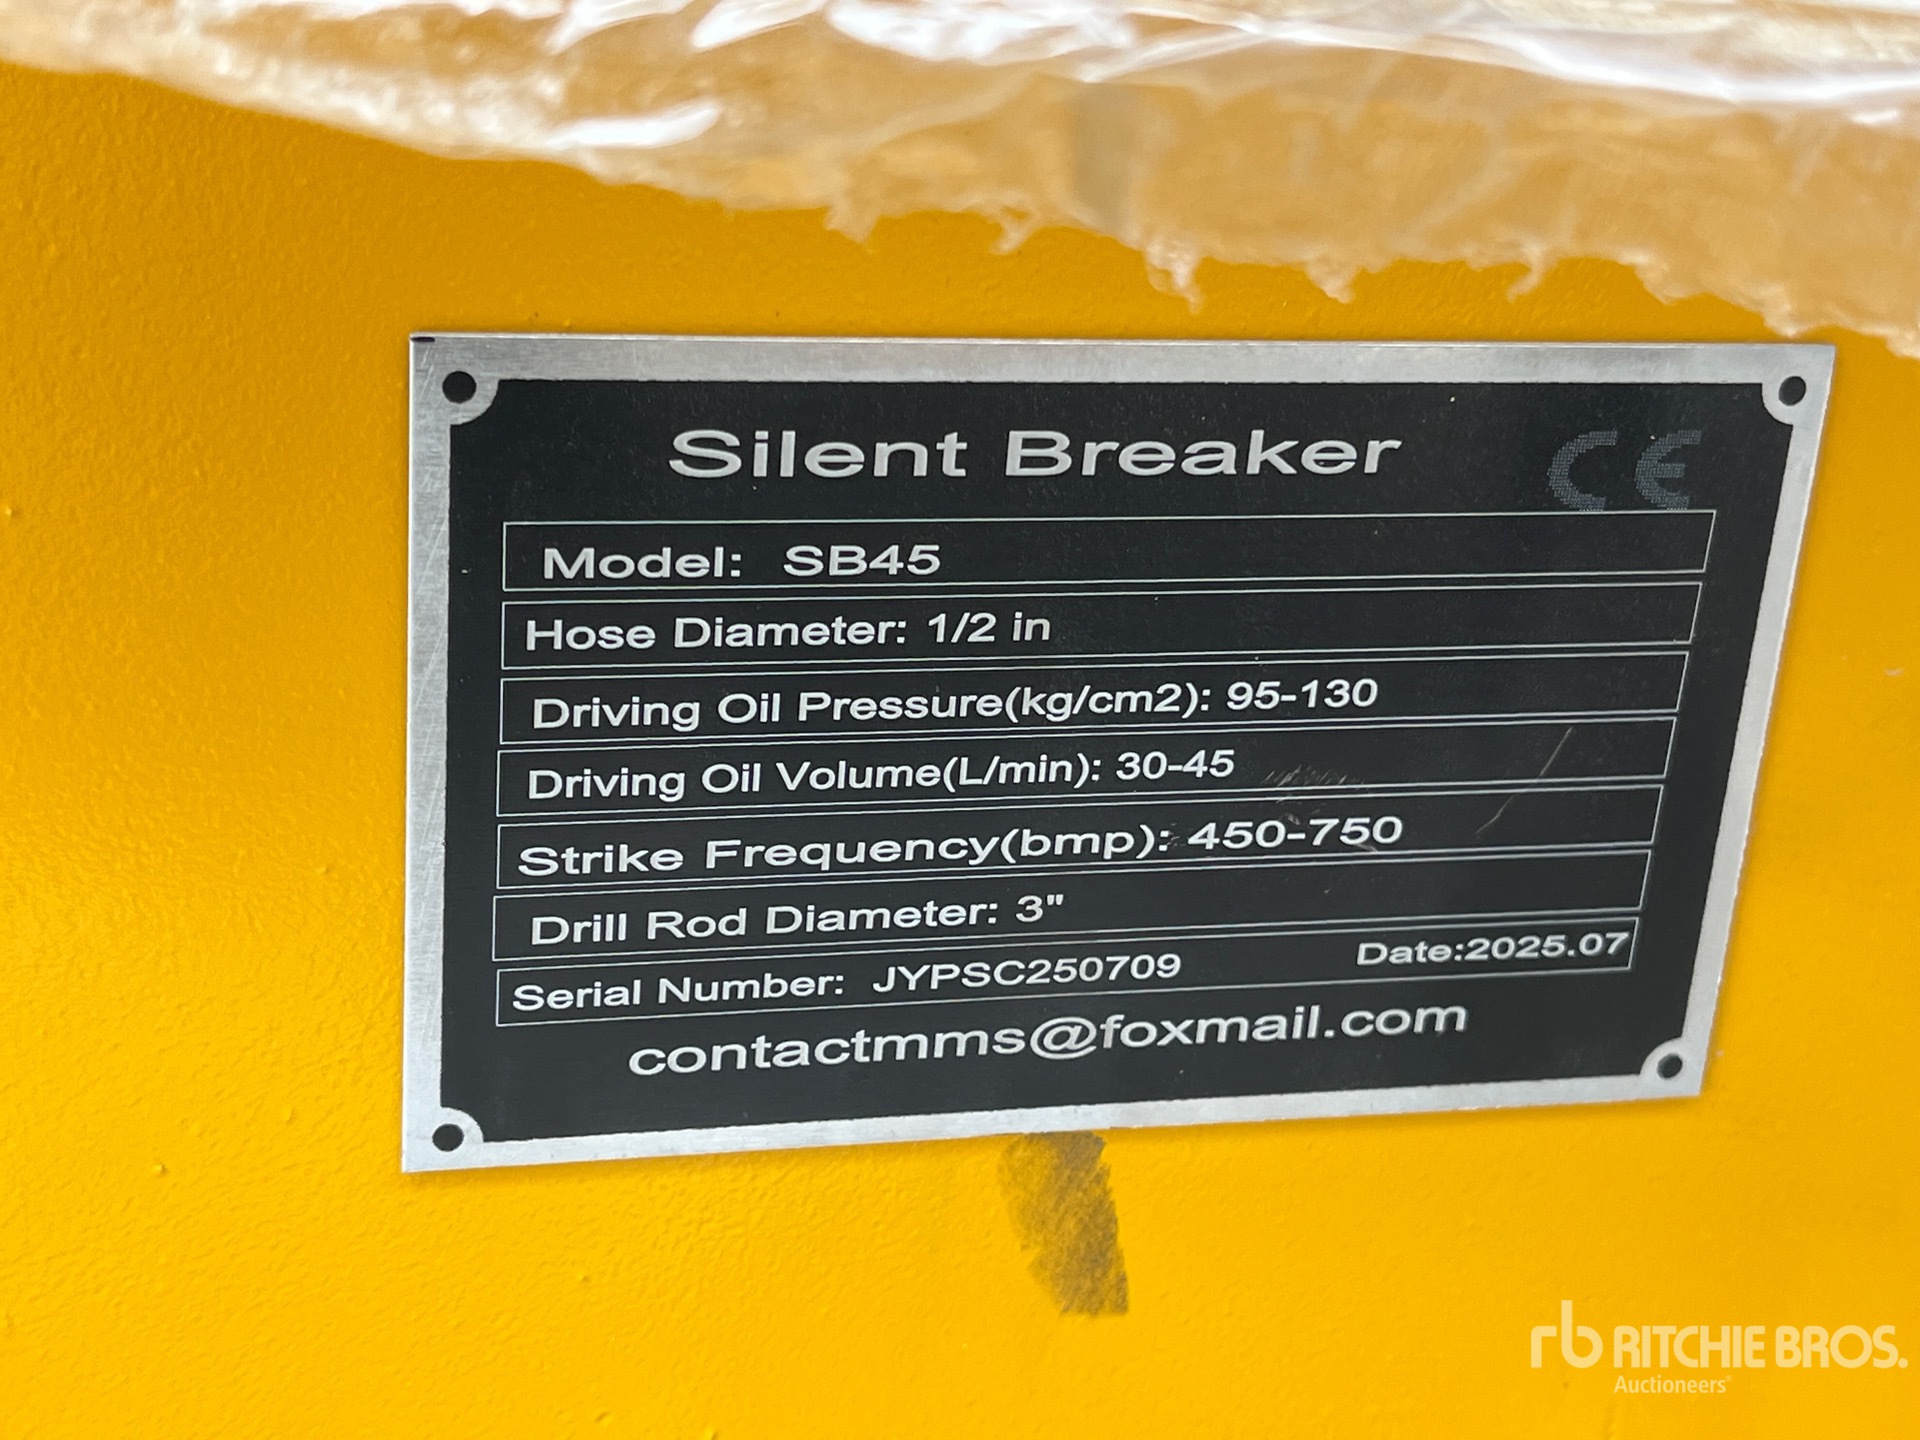 Silent Breaker
CE
Model: SB45
Hose Diameter: 1/2 in
Driving Oil Pressure(kg/cm2): 95-130
Driving Oil Volume(L/min): 30-45
Strike Frequency(bmp): 450-750
Drill Rod Diameter: 3"
Serial Number: JYPSC250709 Date:2025.07
contactmms@foxmail.com
rb RITCHIE BROS.
Auctioneers